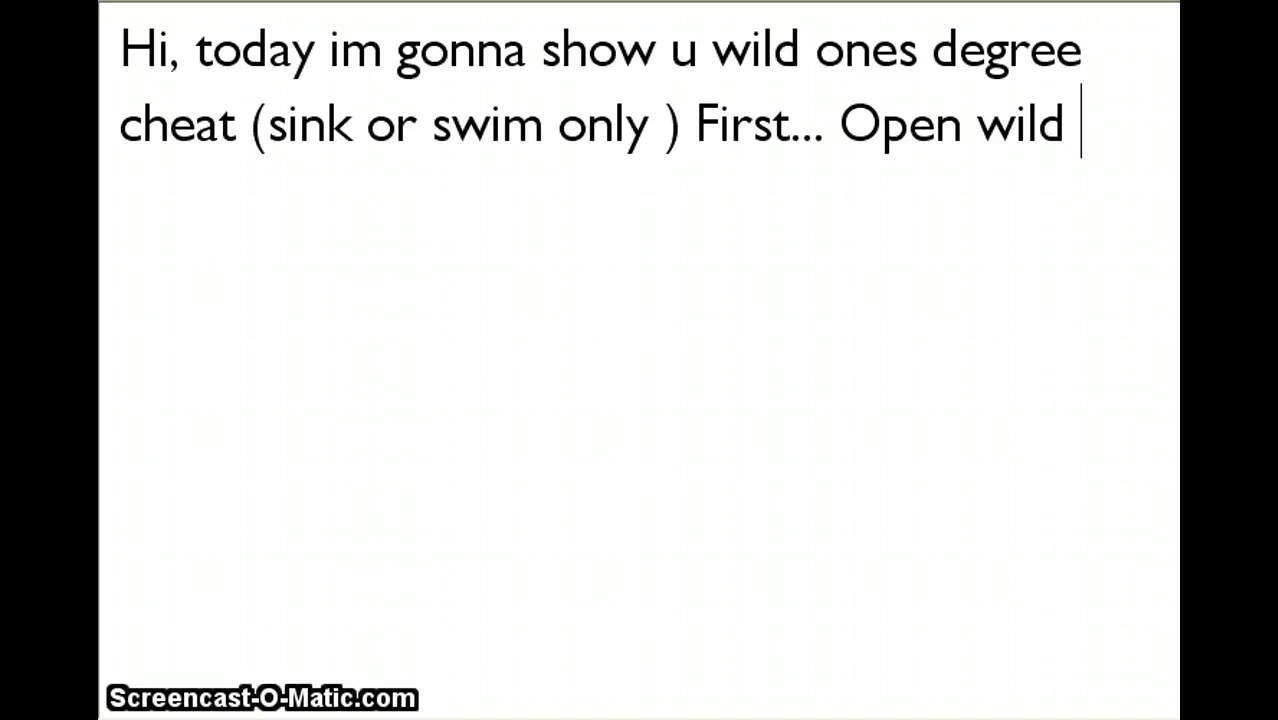 Hi, today im gonna show u wild ones degree
cheat (sink or swim only ) First... Open wild
Screencast-O-Matic.com